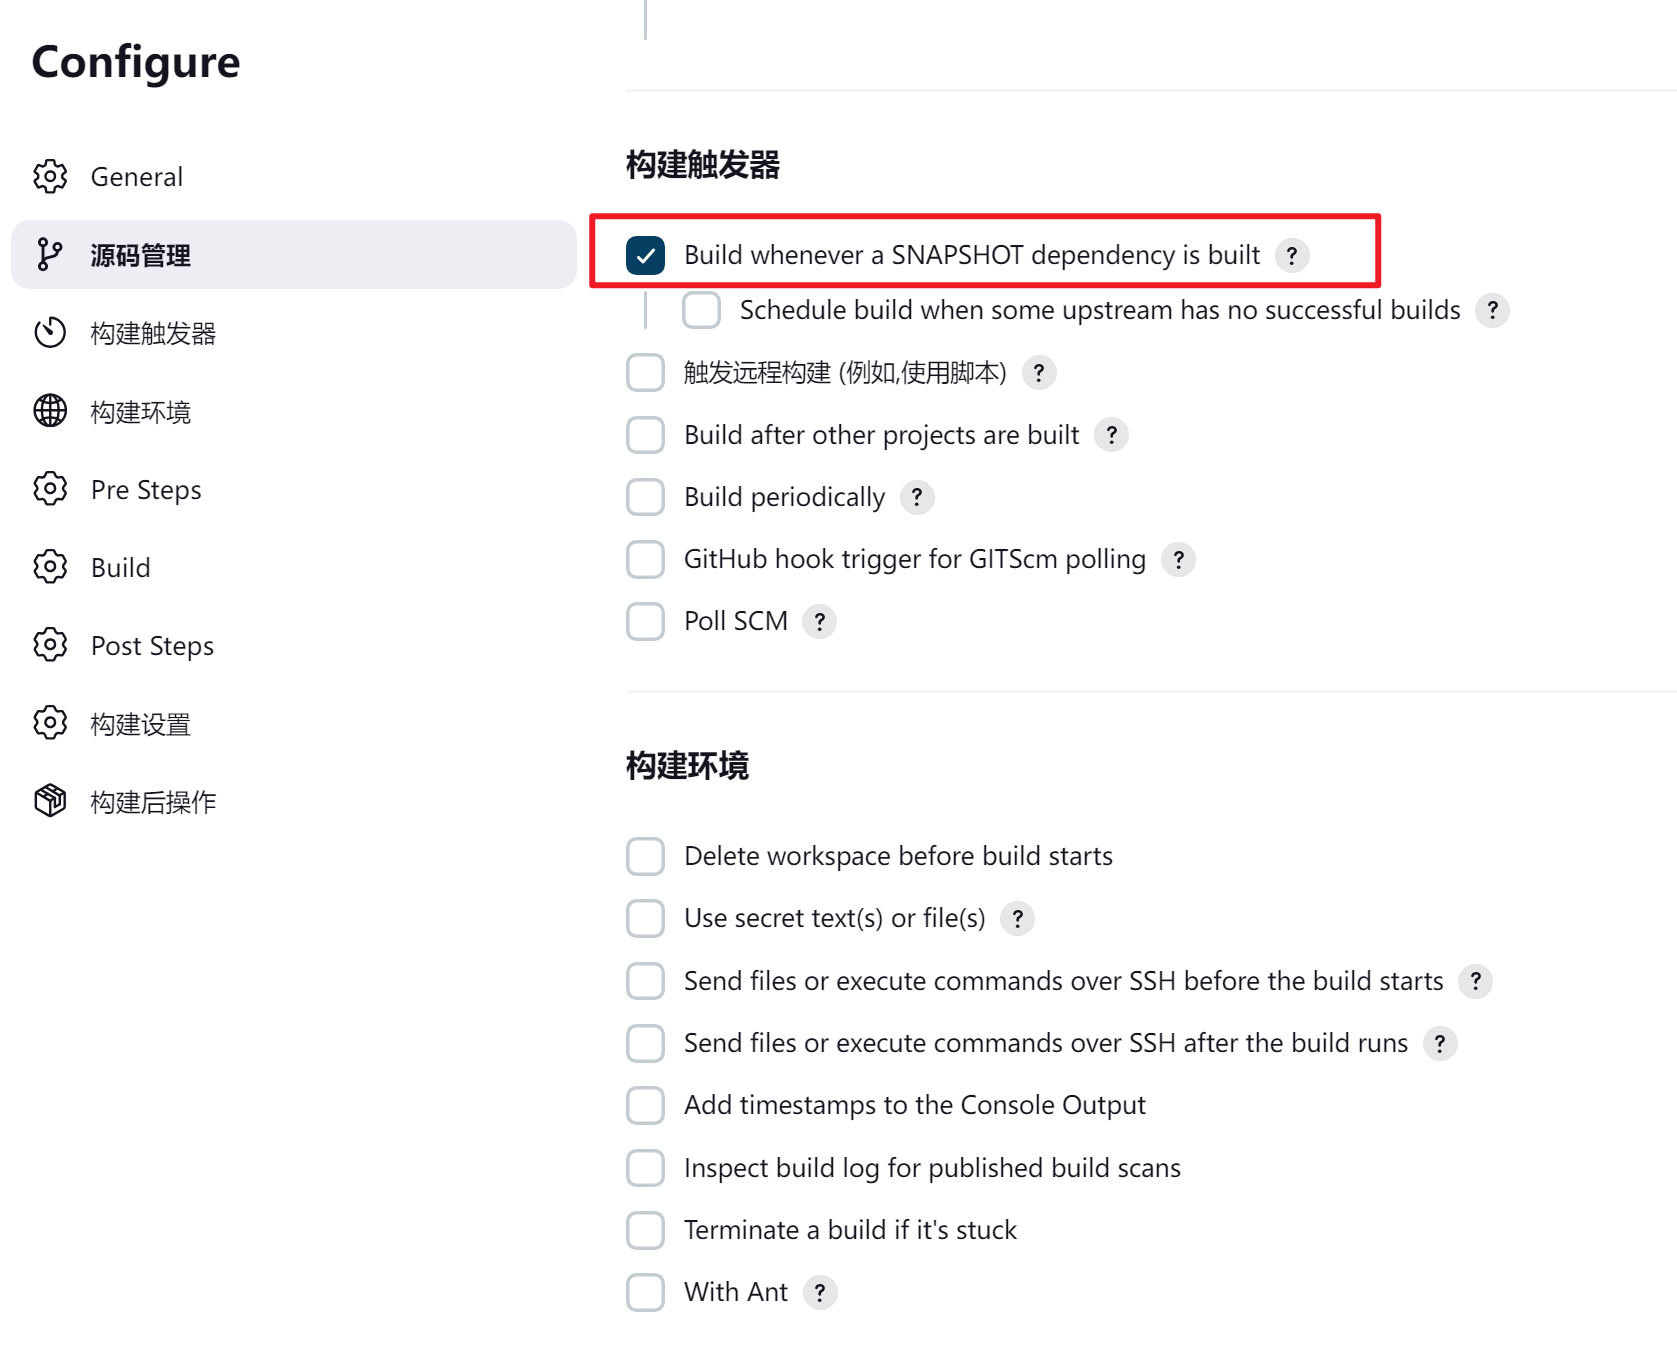 Configure
General
源码管理
构建触发器
构建环境
Pre Steps
Build
Post Steps
构建设置
构建后操作
构建触发器
Build whenever a SNAPSHOT dependency is built ?
Schedule build when some upstream has no successful builds ?
触发远程构建 (例如,使用脚本) ?
Build after other projects are built ?
Build periodically ?
GitHub hook trigger for GITScm polling ?
Poll SCM ?
构建环境
Delete workspace before build starts
Use secret text(s) or file(s) ?
Send files or execute commands over SSH before the build starts ?
Send files or execute commands over SSH after the build runs ?
Add timestamps to the Console Output
Inspect build log for published build scans
Terminate a build if it's stuck
With Ant ?